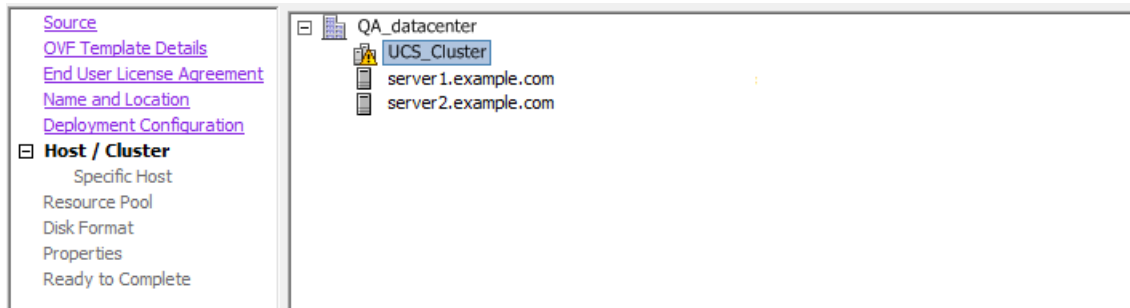 Source
OVF Template Details
End User License Agreement
Name and Location
Deployment Configuration
Host / Cluster
Specific Host
Resource Pool
Disk Format
Properties
Ready to Complete
QA_datacenter
UCS_Cluster
server1.example.com
server2.example.com